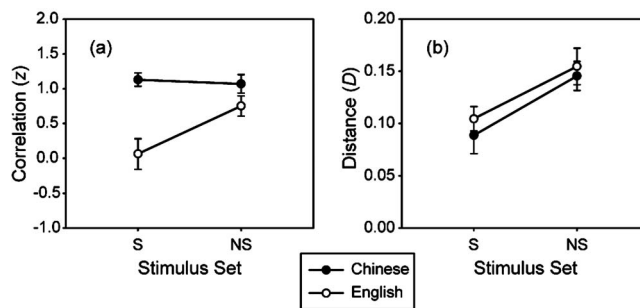 (a)
Correlation (z)
2.0
1.5
1.0
0.5
0.0
-0.5
-1.0
S NS
Stimulus Set
(b)
Distance (D)
0.20
0.15
0.10
0.05
0.00
S NS
Stimulus Set
Chinese
English